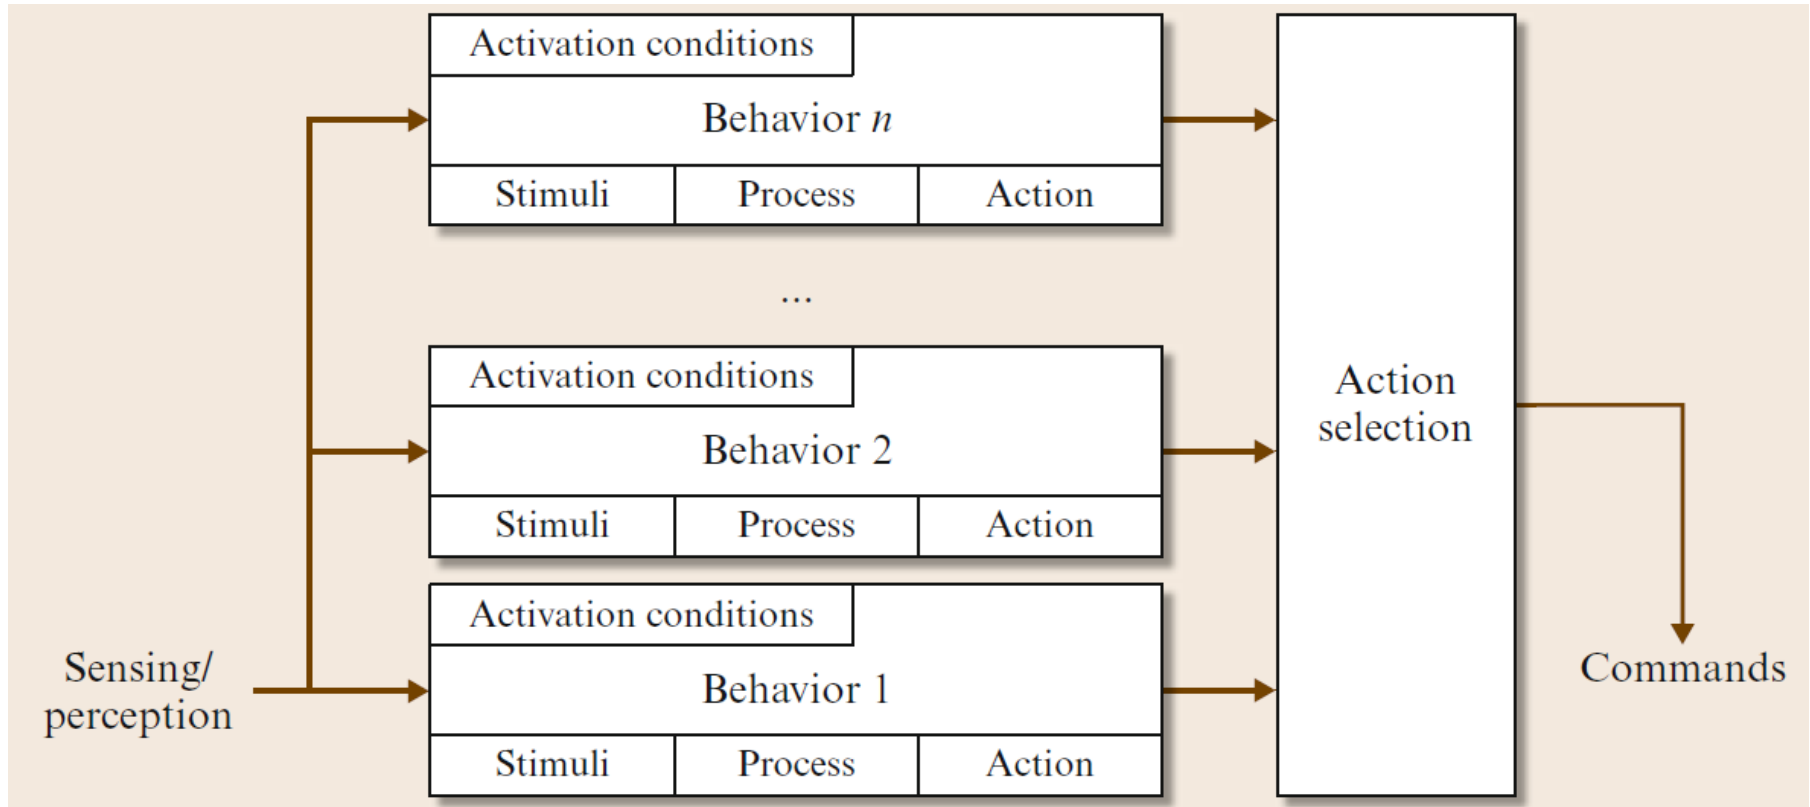 Activation conditions
Behavior n
Stimuli Process Action
...
Activation conditions
Behavior 2
Stimuli Process Action
Activation conditions
Behavior 1
Stimuli Process Action
Sensing/
perception
Action
selection
Commands